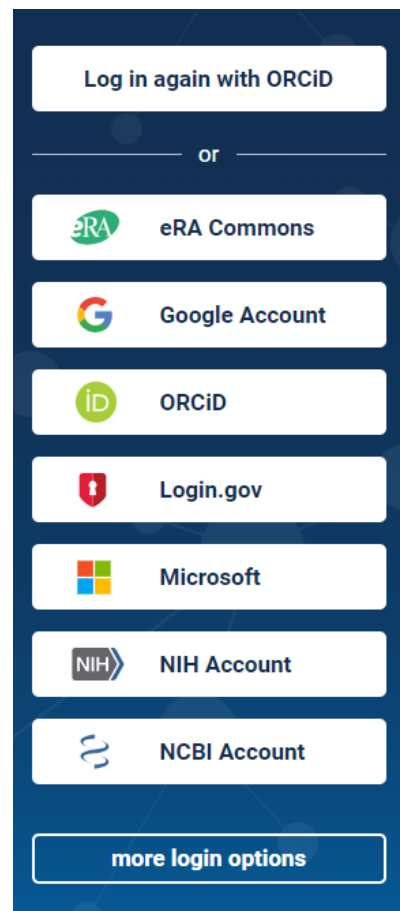 Log in again with ORCiD
or
eRA eRA Commons
G Google Account
iD ORCiD
Login.gov
Microsoft
NIH NIH Account
NCBI Account
more login options